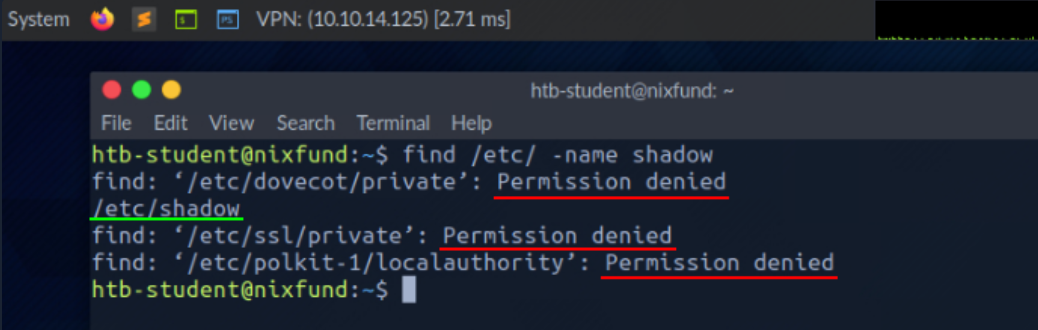 System VPN: (10.10.14.125) [2.71 ms]
htb-student@nixfund: ~
File Edit View Search Terminal Help
htb-student@nixfund:~$ find /etc/ -name shadow
find: ‘/etc/dovecot/private’: Permission denied
/etc/shadow
find: ‘/etc/ssl/private’: Permission denied
find: ‘/etc/polkit-1/localauthority’: Permission denied
htb-student@nixfund:~$